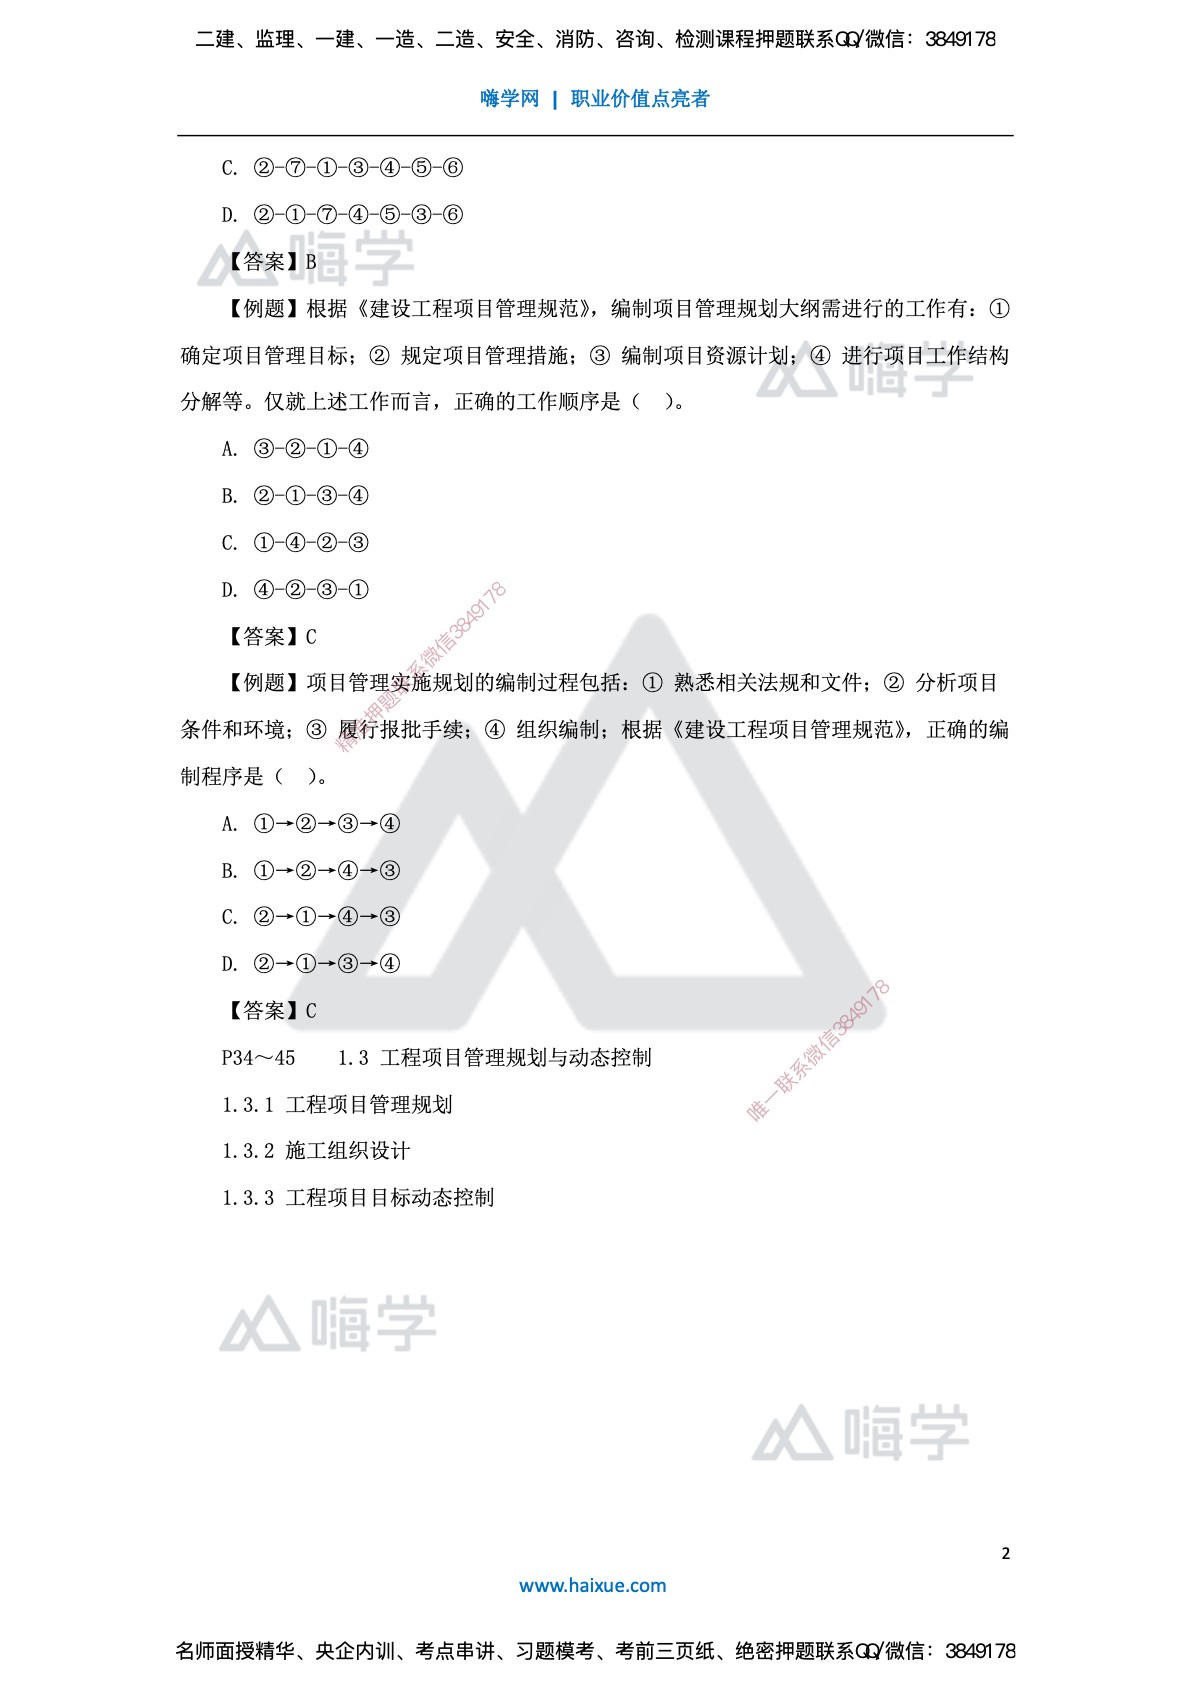 二建、监理、一建、一造、二造、安全、消防、咨询、检测课程押题联系QQ/微信：3849178
嗨学网 | 职业价值点亮者
C. ②-⑦-①-③-④-⑤-⑥
D. ②-①-⑦-④-⑤-③-⑥
嗨学
【答案】B
【例题】根据《建设工程项目管理规范》，编制项目管理规划大纲需进行的工作有：①
确定项目管理目标；② 规定项目管理措施；③ 编制项目资源计划；④ 进行项目工作结构
嗨学
分解等。仅就上述工作而言，正确的工作顺序是（ ）。
A. ③-②-①-④
B. ②-①-③-④
C. ①-④-②-③
D. ④-②-③-①
【答案】C
精准押题联系微信3849178
【例题】项目管理实施规划的编制过程包括：① 熟悉相关法规和文件；② 分析项目
条件和环境；③ 履行报批手续；④ 组织编制；根据《建设工程项目管理规范》，正确的编
制程序是（ ）。
A. ①→②→③→④
B. ①→②→④→③
C. ②→①→④→③
D. ②→①→③→④
【答案】C
唯一联系微信3849178
P34～45 1.3 工程项目管理规划与动态控制
1.3.1 工程项目管理规划
1.3.2 施工组织设计
1.3.3 工程项目目标动态控制
嗨学
嗨学
2
www.haixue.com
名师面授精华、央企内训、考点串讲、习题模考、考前三页纸、绝密押题联系QQ/微信：3849178